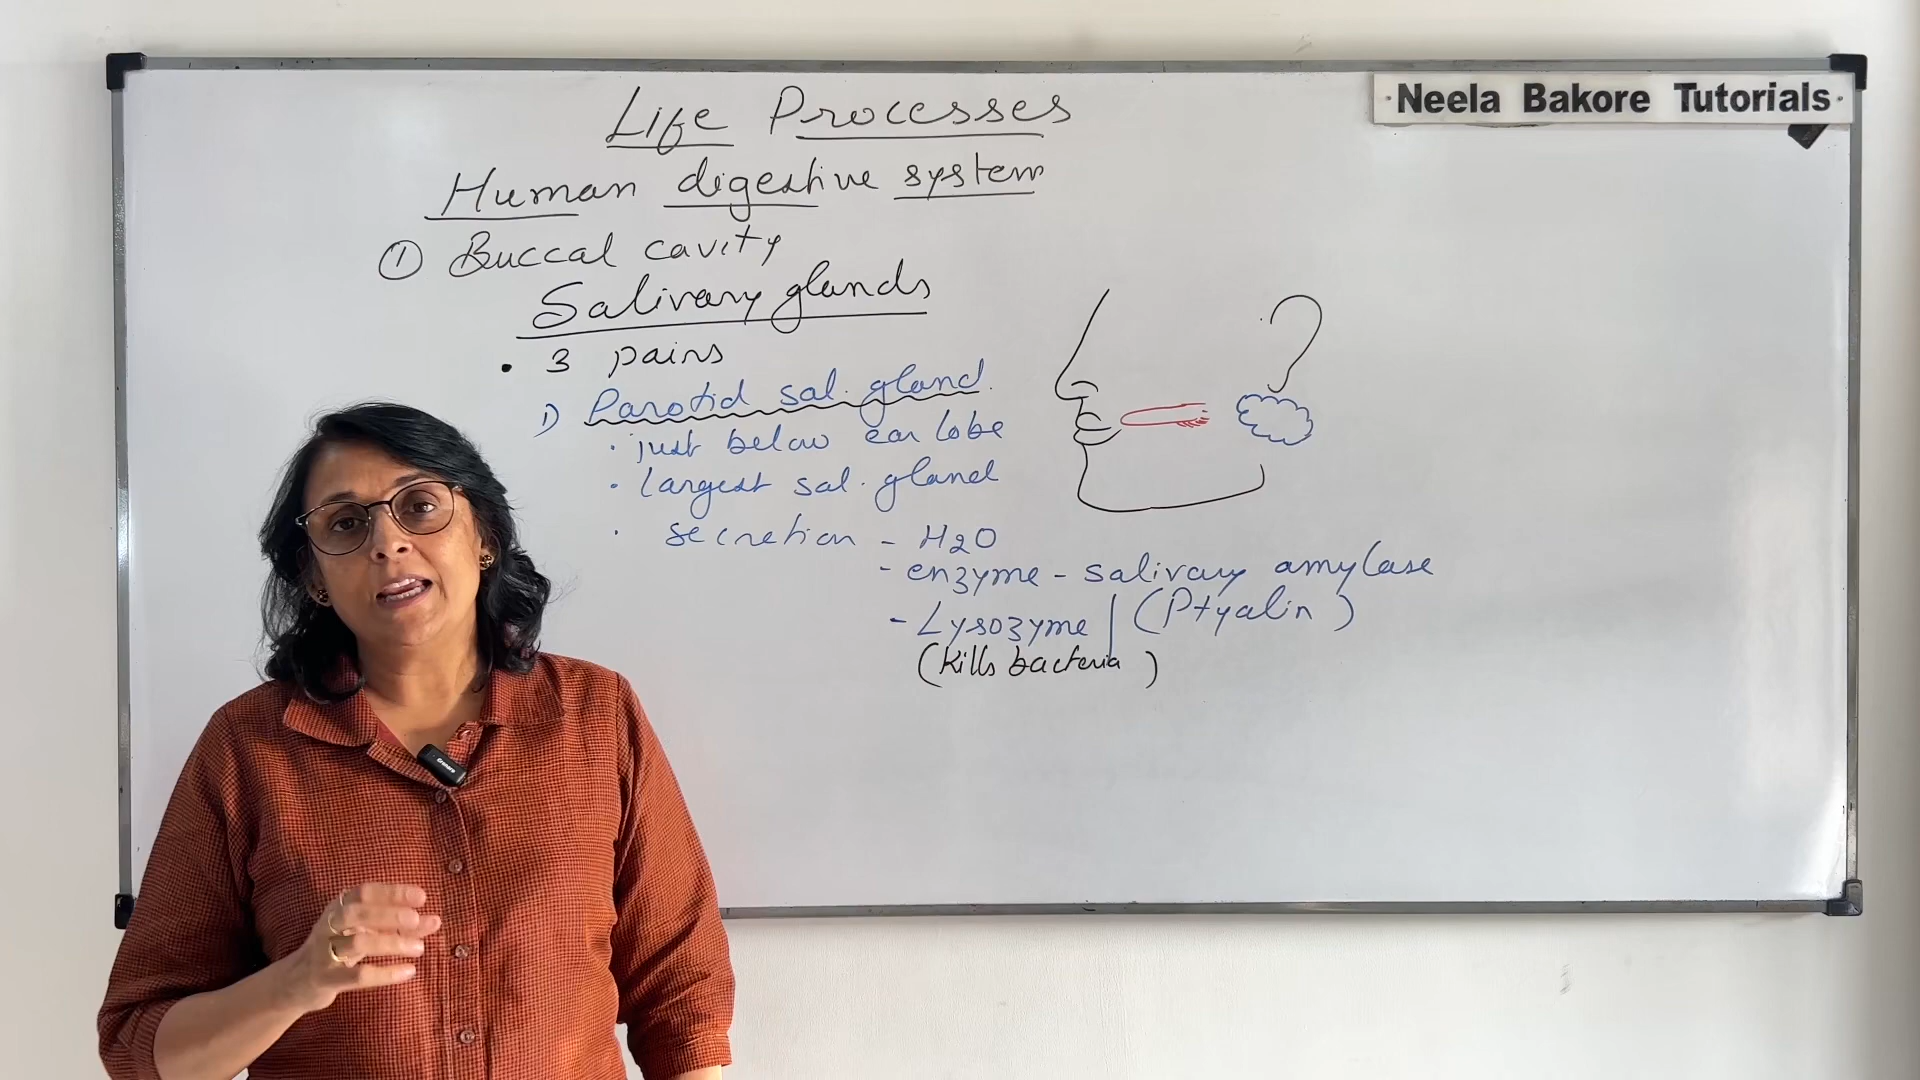 Neela Bakore Tutorials
Life Processes
Human digestive system
① Buccal cavity
Salivary glands
• 3 pairs
1) Parotid sal. gland.
• just below ear lobe
• largest sal. gland
• secretion - H2O
- enzyme - salivary amylase
- Lysozyme | (Ptyalin)
(Kills bacteria)